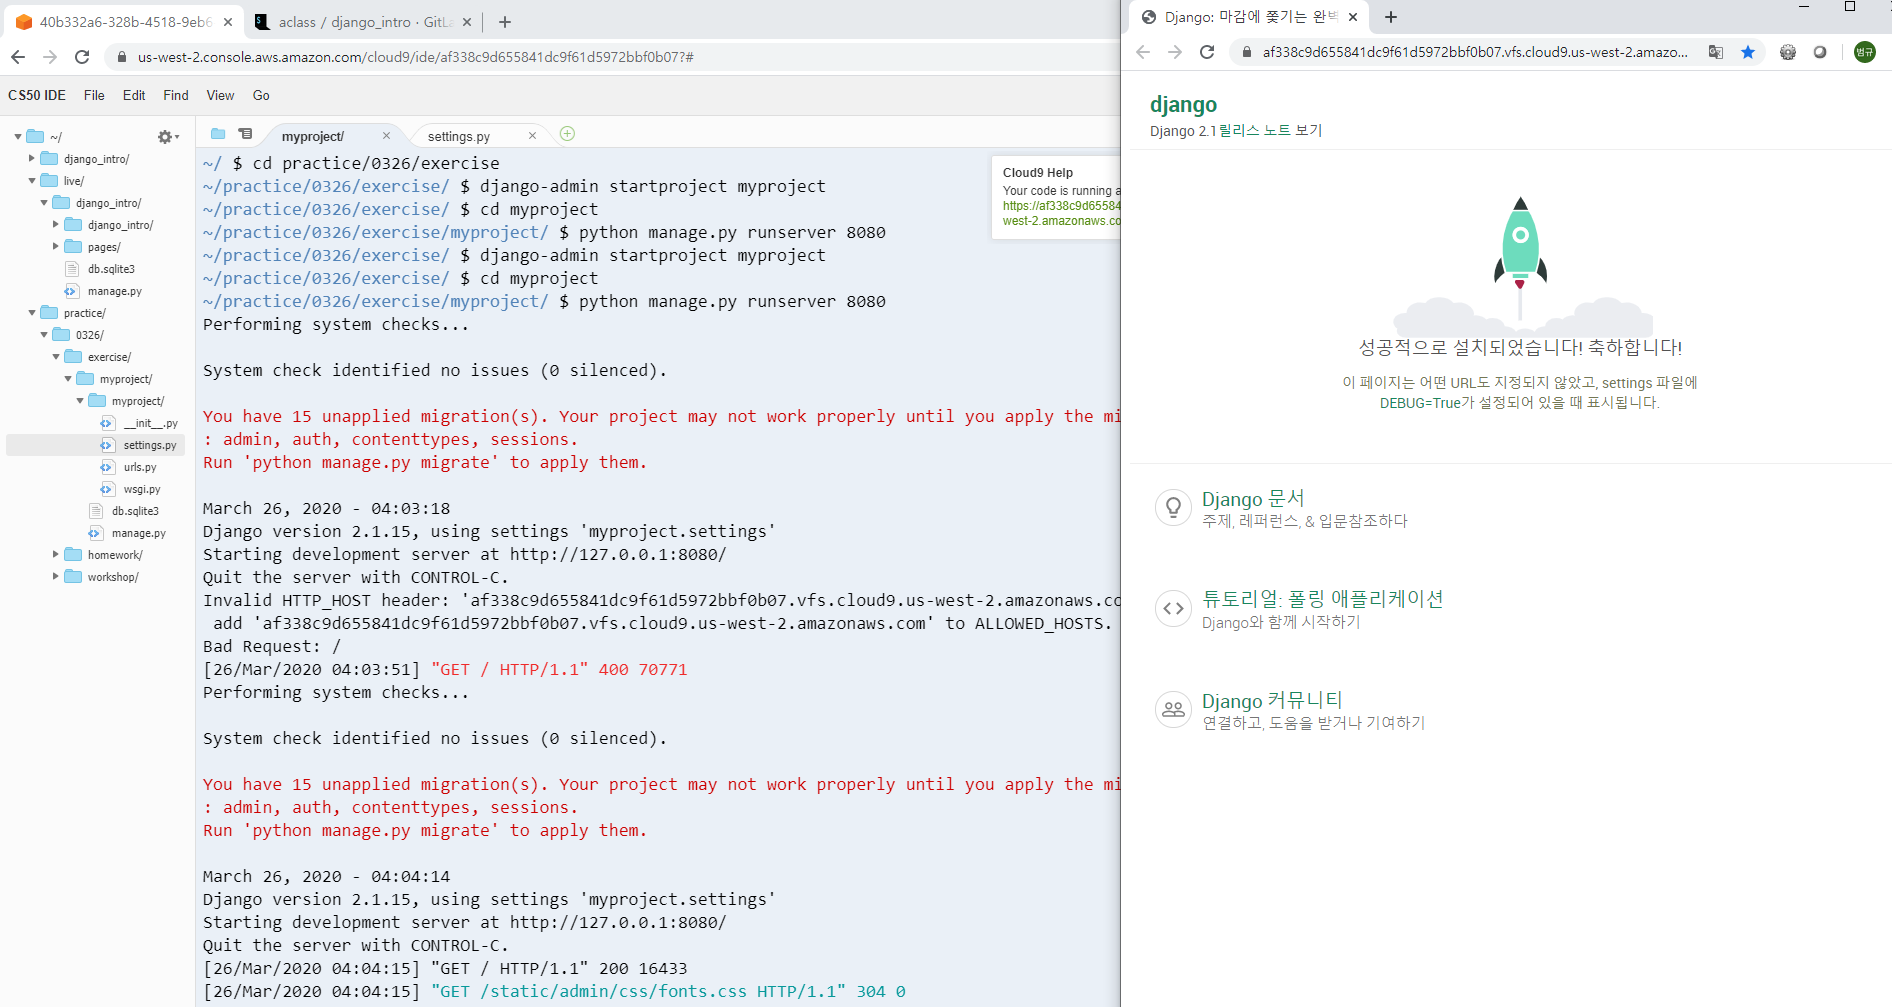 40b332a6-328b-4518-9eb6
aclass / django_intro · GitLa
us-west-2.console.aws.amazon.com/cloud9/ide/af338c9d655841dc9f61d5972bbf0b07?#
CS50 IDE File Edit Find View Go
~/
django_intro/
live/
django_intro/
django_intro/
pages/
db.sqlite3
manage.py
practice/
0326/
exercise/
myproject/
myproject/
__init__.py
settings.py
urls.py
wsgi.py
db.sqlite3
manage.py
homework/
workshop/
myproject/
settings.py
~/ $ cd practice/0326/exercise
~/practice/0326/exercise/ $ django-admin startproject myproject
~/practice/0326/exercise/ $ cd myproject
~/practice/0326/exercise/myproject/ $ python manage.py runserver 8080
~/practice/0326/exercise/ $ django-admin startproject myproject
~/practice/0326/exercise/ $ cd myproject
~/practice/0326/exercise/myproject/ $ python manage.py runserver 8080
Performing system checks...
System check identified no issues (0 silenced).
You have 15 unapplied migration(s). Your project may not work properly until you apply the mi
: admin, auth, contenttypes, sessions.
Run 'python manage.py migrate' to apply them.
March 26, 2020 - 04:03:18
Django version 2.1.15, using settings 'myproject.settings'
Starting development server at http://127.0.0.1:8080/
Quit the server with CONTROL-C.
Invalid HTTP_HOST header: 'af338c9d655841dc9f61d5972bbf0b07.vfs.cloud9.us-west-2.amazonaws.co
add 'af338c9d655841dc9f61d5972bbf0b07.vfs.cloud9.us-west-2.amazonaws.com' to ALLOWED_HOSTS.
Bad Request: /
[26/Mar/2020 04:03:51] "GET / HTTP/1.1" 400 70771
Performing system checks...
System check identified no issues (0 silenced).
You have 15 unapplied migration(s). Your project may not work properly until you apply the mi
: admin, auth, contenttypes, sessions.
Run 'python manage.py migrate' to apply them.
March 26, 2020 - 04:04:14
Django version 2.1.15, using settings 'myproject.settings'
Starting development server at http://127.0.0.1:8080/
Quit the server with CONTROL-C.
[26/Mar/2020 04:04:15] "GET / HTTP/1.1" 200 16433
[26/Mar/2020 04:04:15] "GET /static/admin/css/fonts.css HTTP/1.1" 304 0
Cloud9 Help
Your code is running a
https://af338c9d65584
west-2.amazonaws.co
Django: 마감에 쫓기는 완벽
af338c9d655841dc9f61d5972bbf0b07.vfs.cloud9.us-west-2.amazo...
범규
django
Django 2.1릴리스 노트 보기
성공적으로 설치되었습니다! 축하합니다!
이 페이지는 어떤 URL도 지정되지 않았고, settings 파일에
DEBUG=True가 설정되어 있을 때 표시됩니다.
Django 문서
주제, 레퍼런스, & 입문참조하다
튜토리얼: 폴링 애플리케이션
Django와 함께 시작하기
Django 커뮤니티
연결하고, 도움을 받거나 기여하기